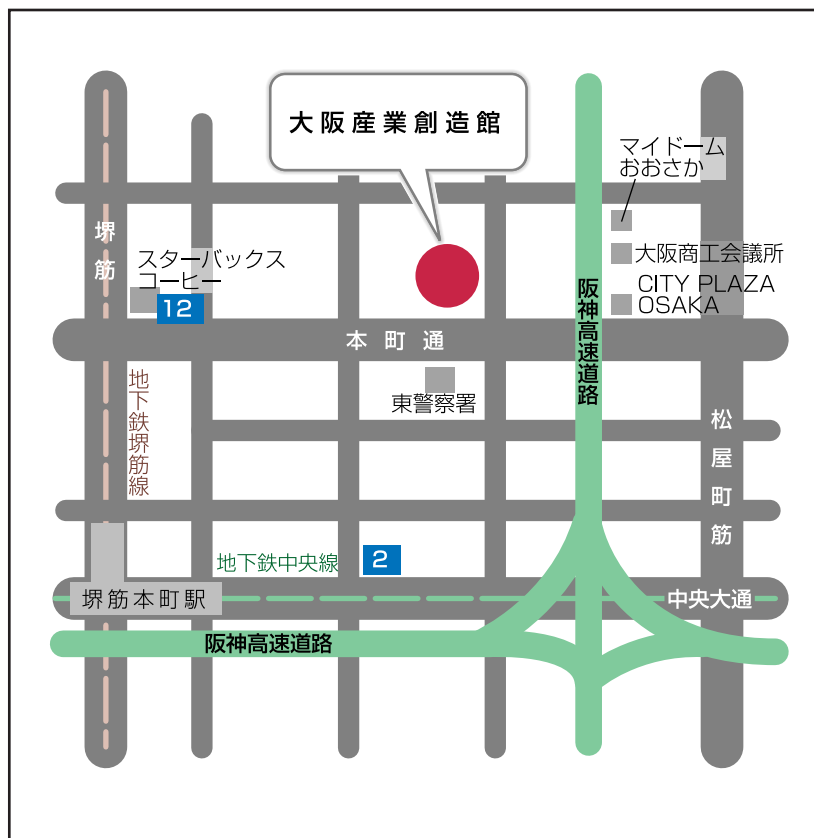 大阪産業創造館
マイドーム
おおさか
堺筋
スターバックス
コーヒー
12
大阪商工会議所
CITY PLAZA
OSAKA
阪神高速道路
本町通
東警察署
地下鉄堺筋線
松屋町筋
地下鉄中央線
2
堺筋本町駅
中央大通
阪神高速道路